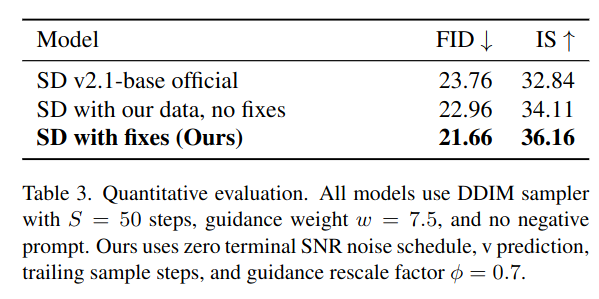 Model FID ↓ IS ↑
SD v2.1-base official 23.76 32.84
SD with our data, no fixes 22.96 34.11
SD with fixes (Ours) 21.66 36.16
Table 3. Quantitative evaluation. All models use DDIM sampler
with S = 50 steps, guidance weight w = 7.5, and no negative
prompt. Ours uses zero terminal SNR noise schedule, v prediction,
trailing sample steps, and guidance rescale factor ϕ = 0.7.